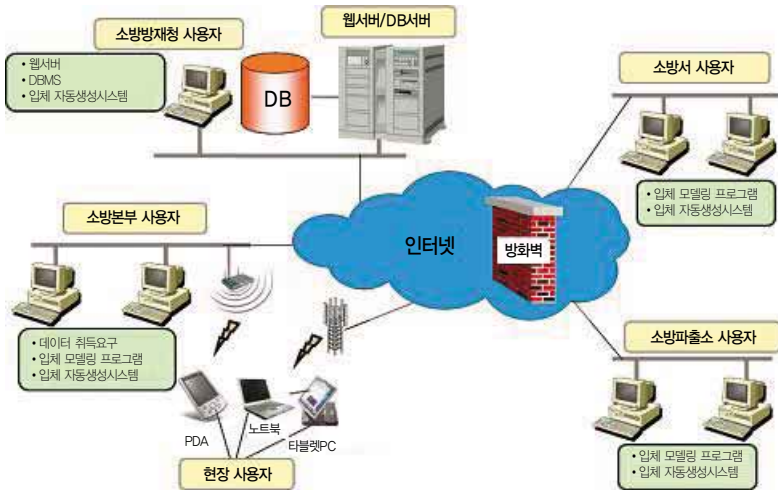 소방방재청 사용자
웹서버/DB서버
• 웹서버
• DBMS
• 입체 자동생성시스템
DB
소방서 사용자
• 입체 모델링 프로그램
• 입체 자동생성시스템
소방본부 사용자
인터넷
방화벽
• 데이터 취득요구
• 입체 모델링 프로그램
• 입체 자동생성시스템
소방파출소 사용자
PDA
노트북
타블렛PC
현장 사용자
• 입체 모델링 프로그램
• 입체 자동생성시스템